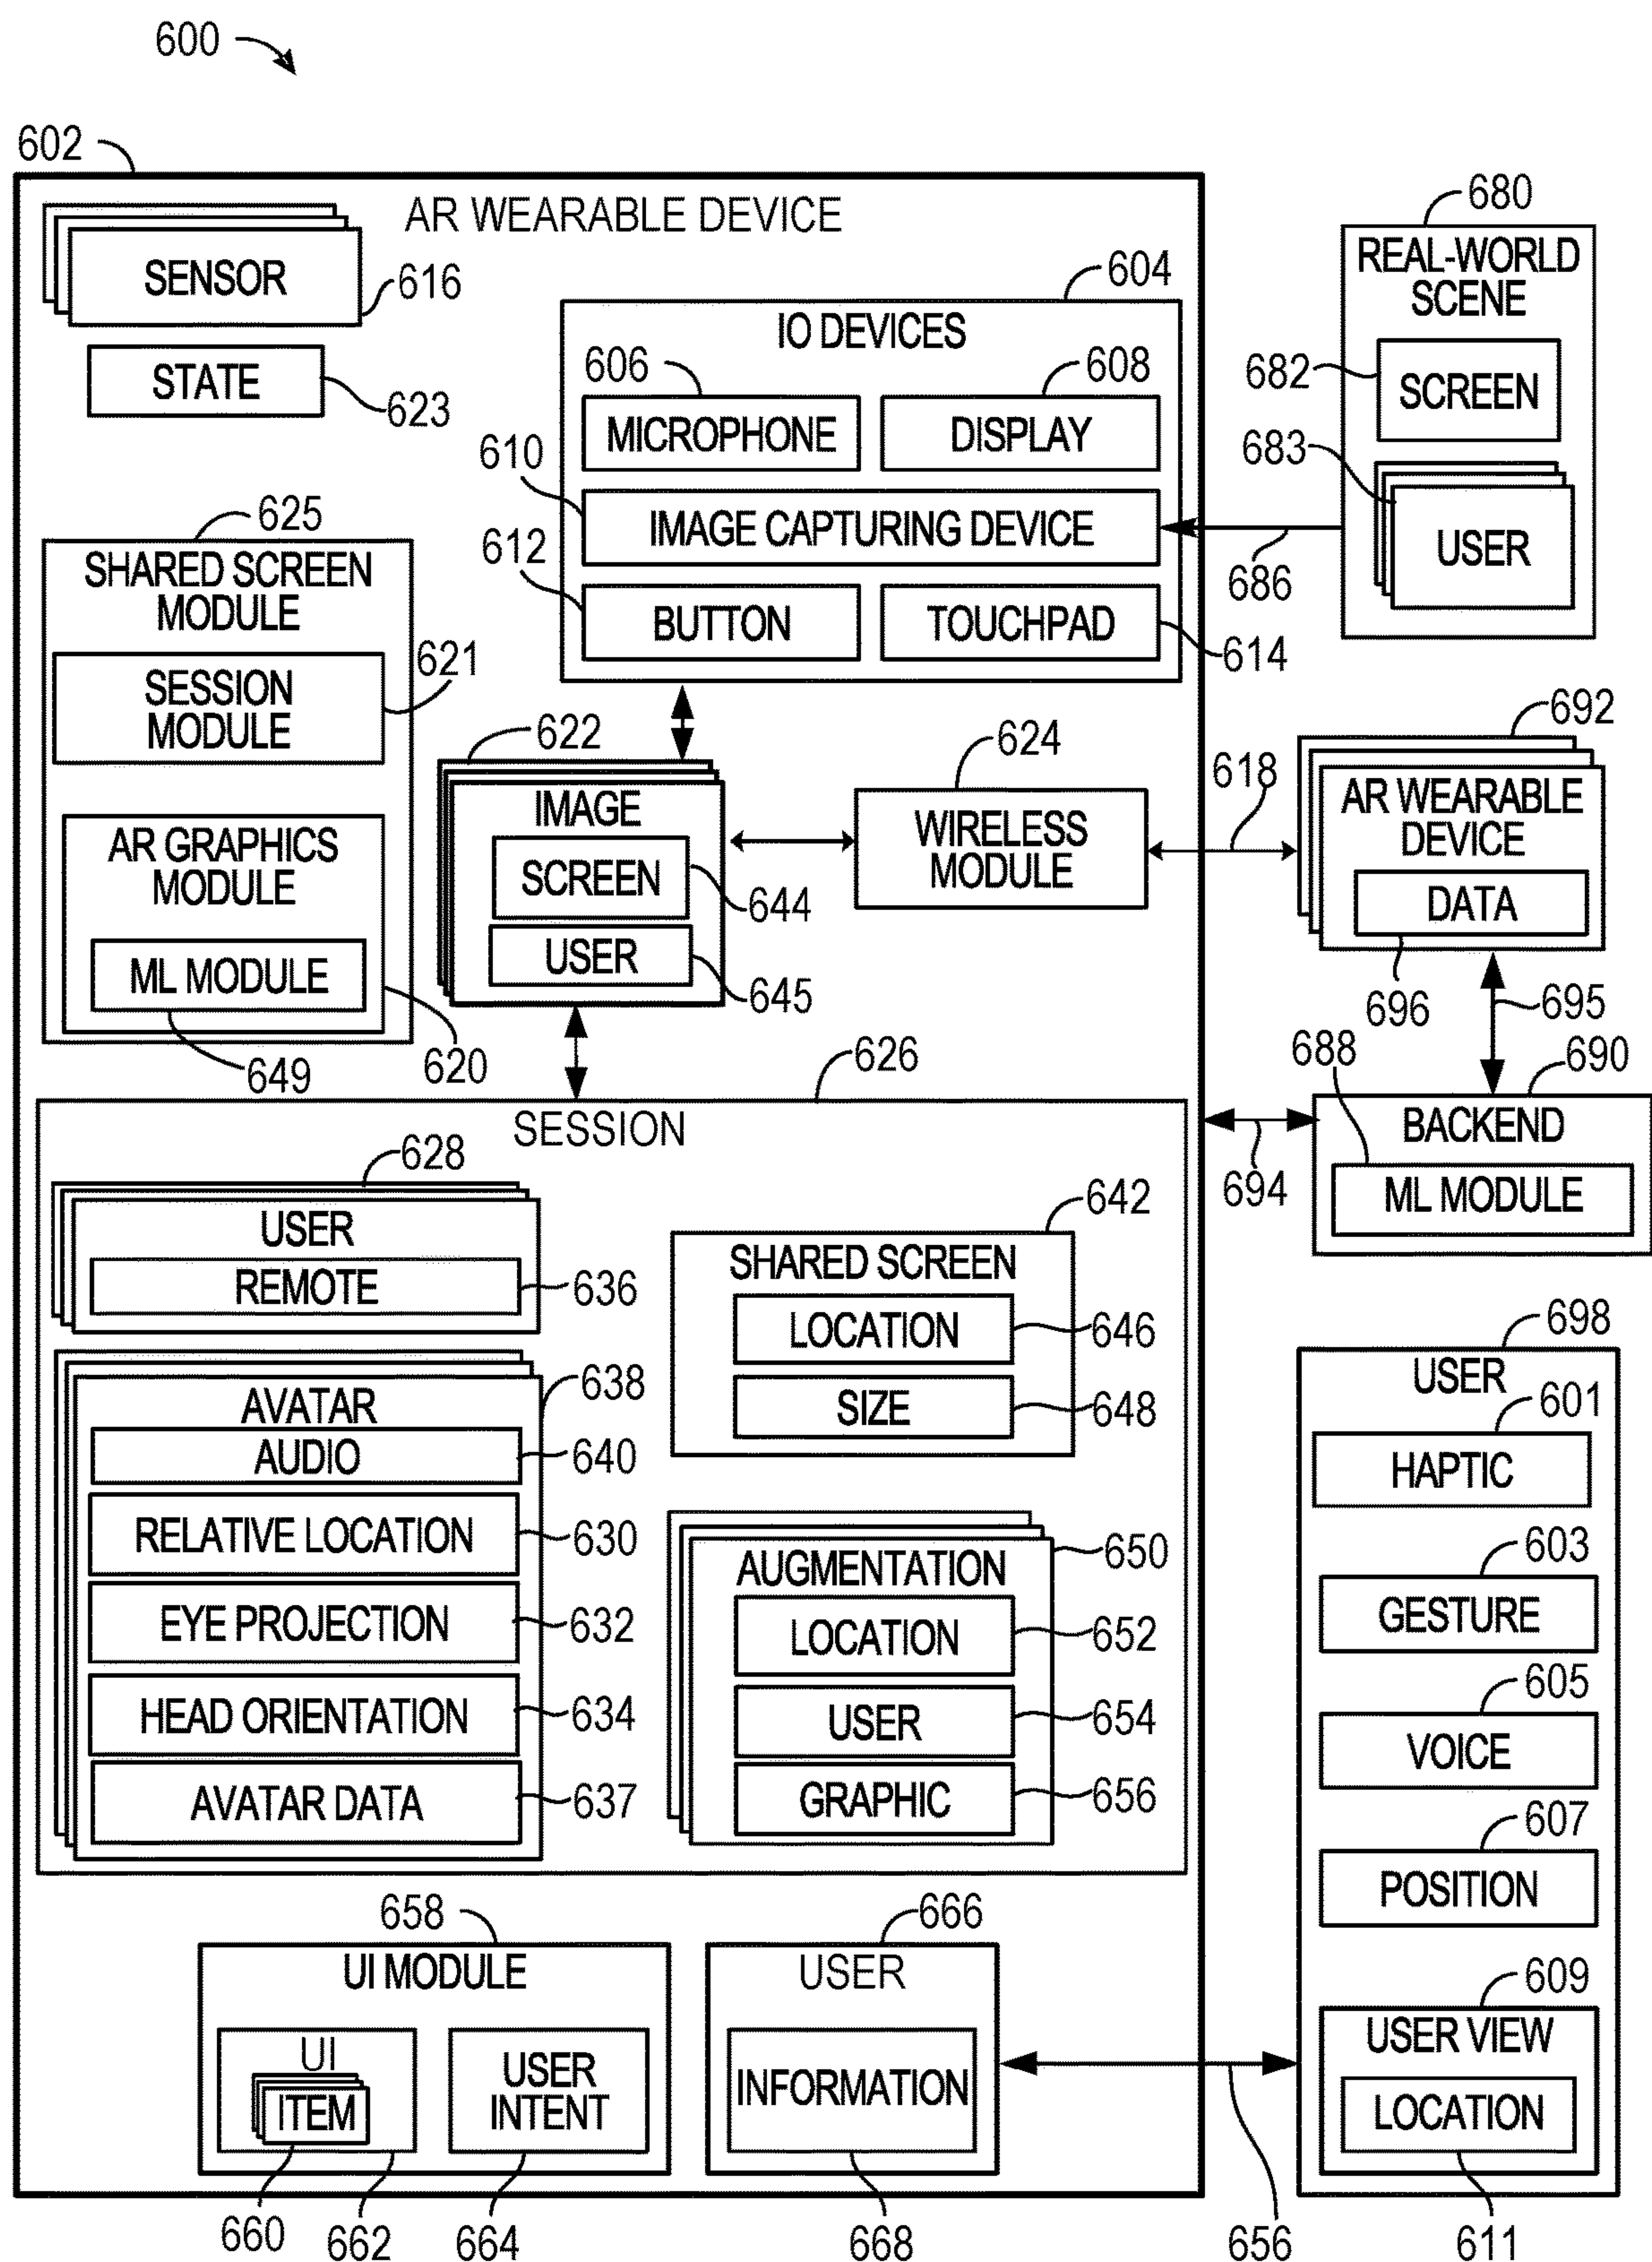 600
602
AR WEARABLE DEVICE
SENSOR
616
STATE
623
604
IO DEVICES
606
608
MICROPHONE
DISPLAY
610
IMAGE CAPTURING DEVICE
612
BUTTON
TOUCHPAD
614
680
REAL-WORLD
SCENE
682
SCREEN
683
USER
686
625
SHARED SCREEN
MODULE
621
SESSION
MODULE
AR GRAPHICS
MODULE
ML MODULE
649
620
622
IMAGE
SCREEN
644
USER
645
624
WIRELESS
MODULE
618
692
AR WEARABLE
DEVICE
DATA
696
695
688
690
BACKEND
ML MODULE
694
626
SESSION
628
USER
REMOTE
636
638
AVATAR
AUDIO
640
RELATIVE LOCATION
630
EYE PROJECTION
632
HEAD ORIENTATION
634
AVATAR DATA
637
642
SHARED SCREEN
LOCATION
646
SIZE
648
650
AUGMENTATION
LOCATION
652
USER
654
GRAPHIC
656
698
USER
601
HAPTIC
603
GESTURE
605
VOICE
607
POSITION
609
USER VIEW
LOCATION
611
658
UI MODULE
UI
ITEM
USER
INTENT
660
662
664
666
USER
INFORMATION
668
656